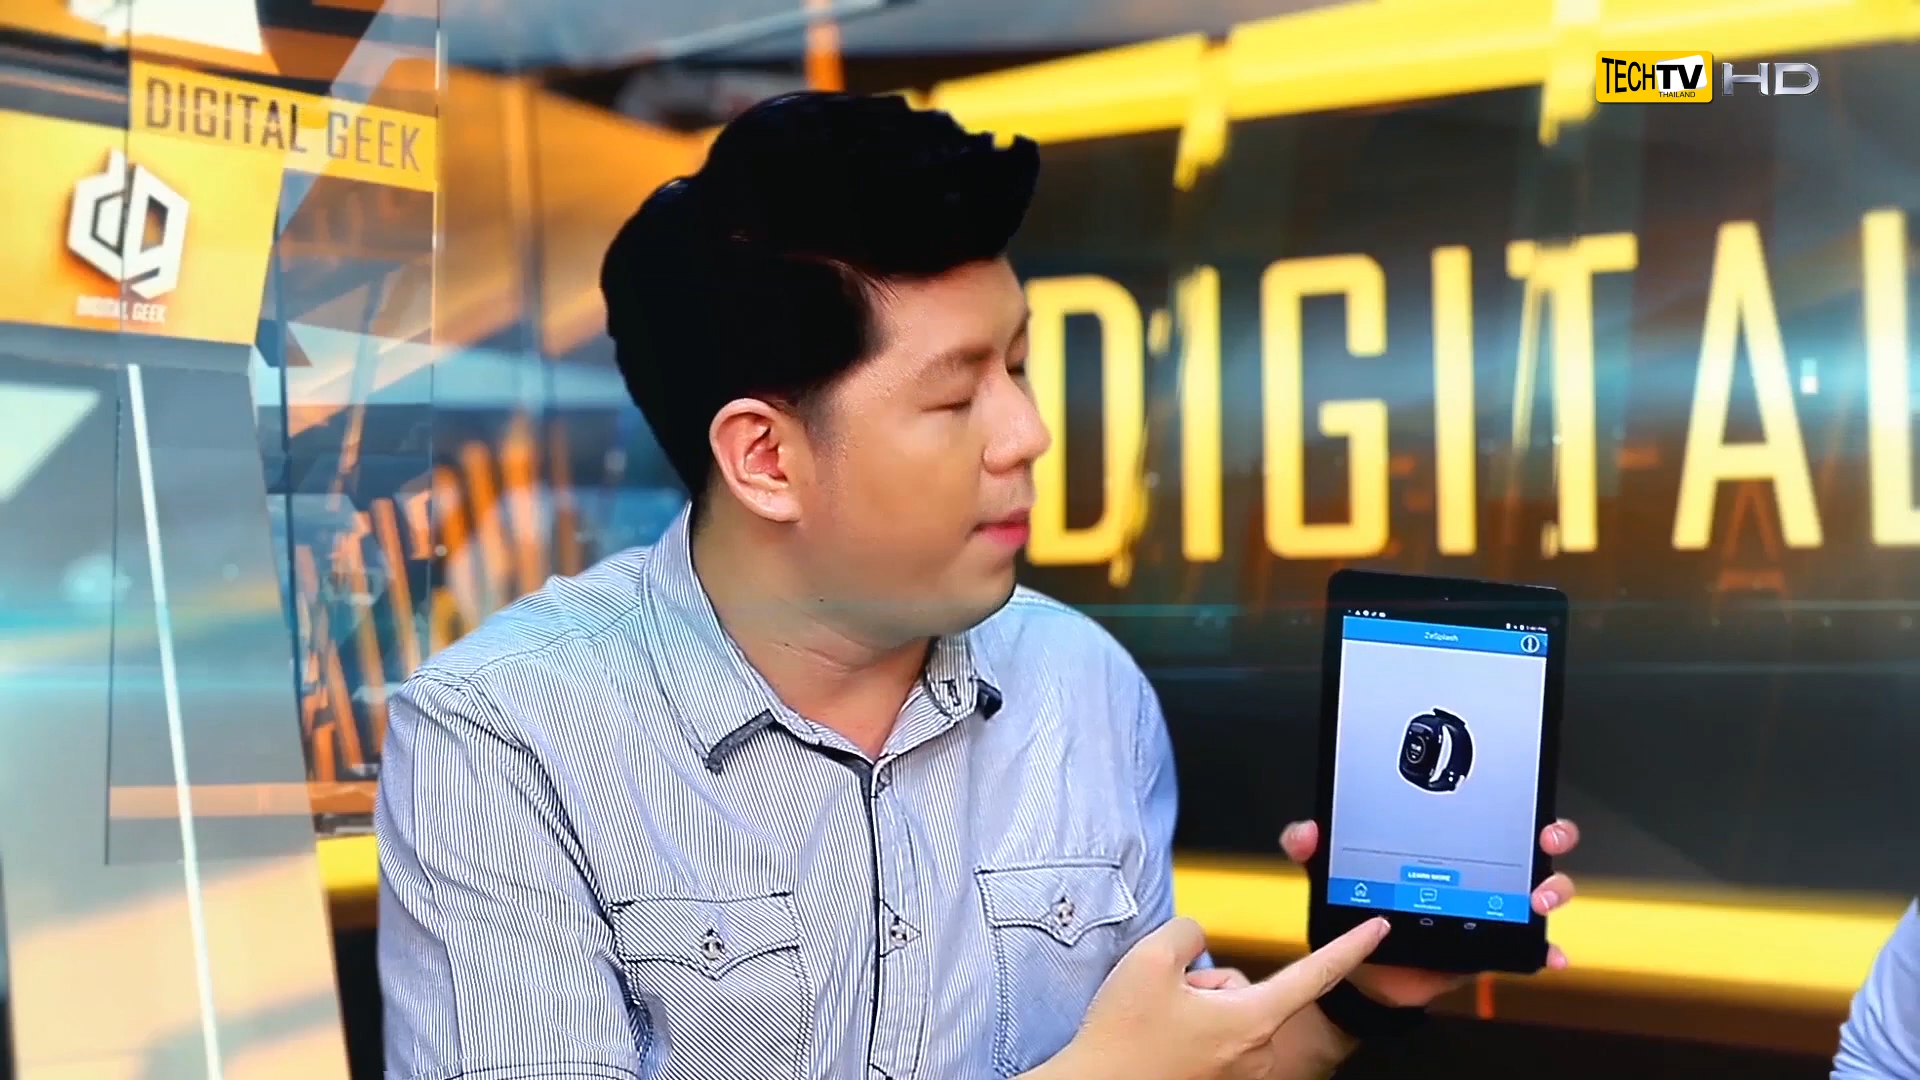 TECHTV HD
THAILAND
DIGITAL GEEK
DIGITAL GEEK
DIGITAL
ZeSplash
LEARN MORE